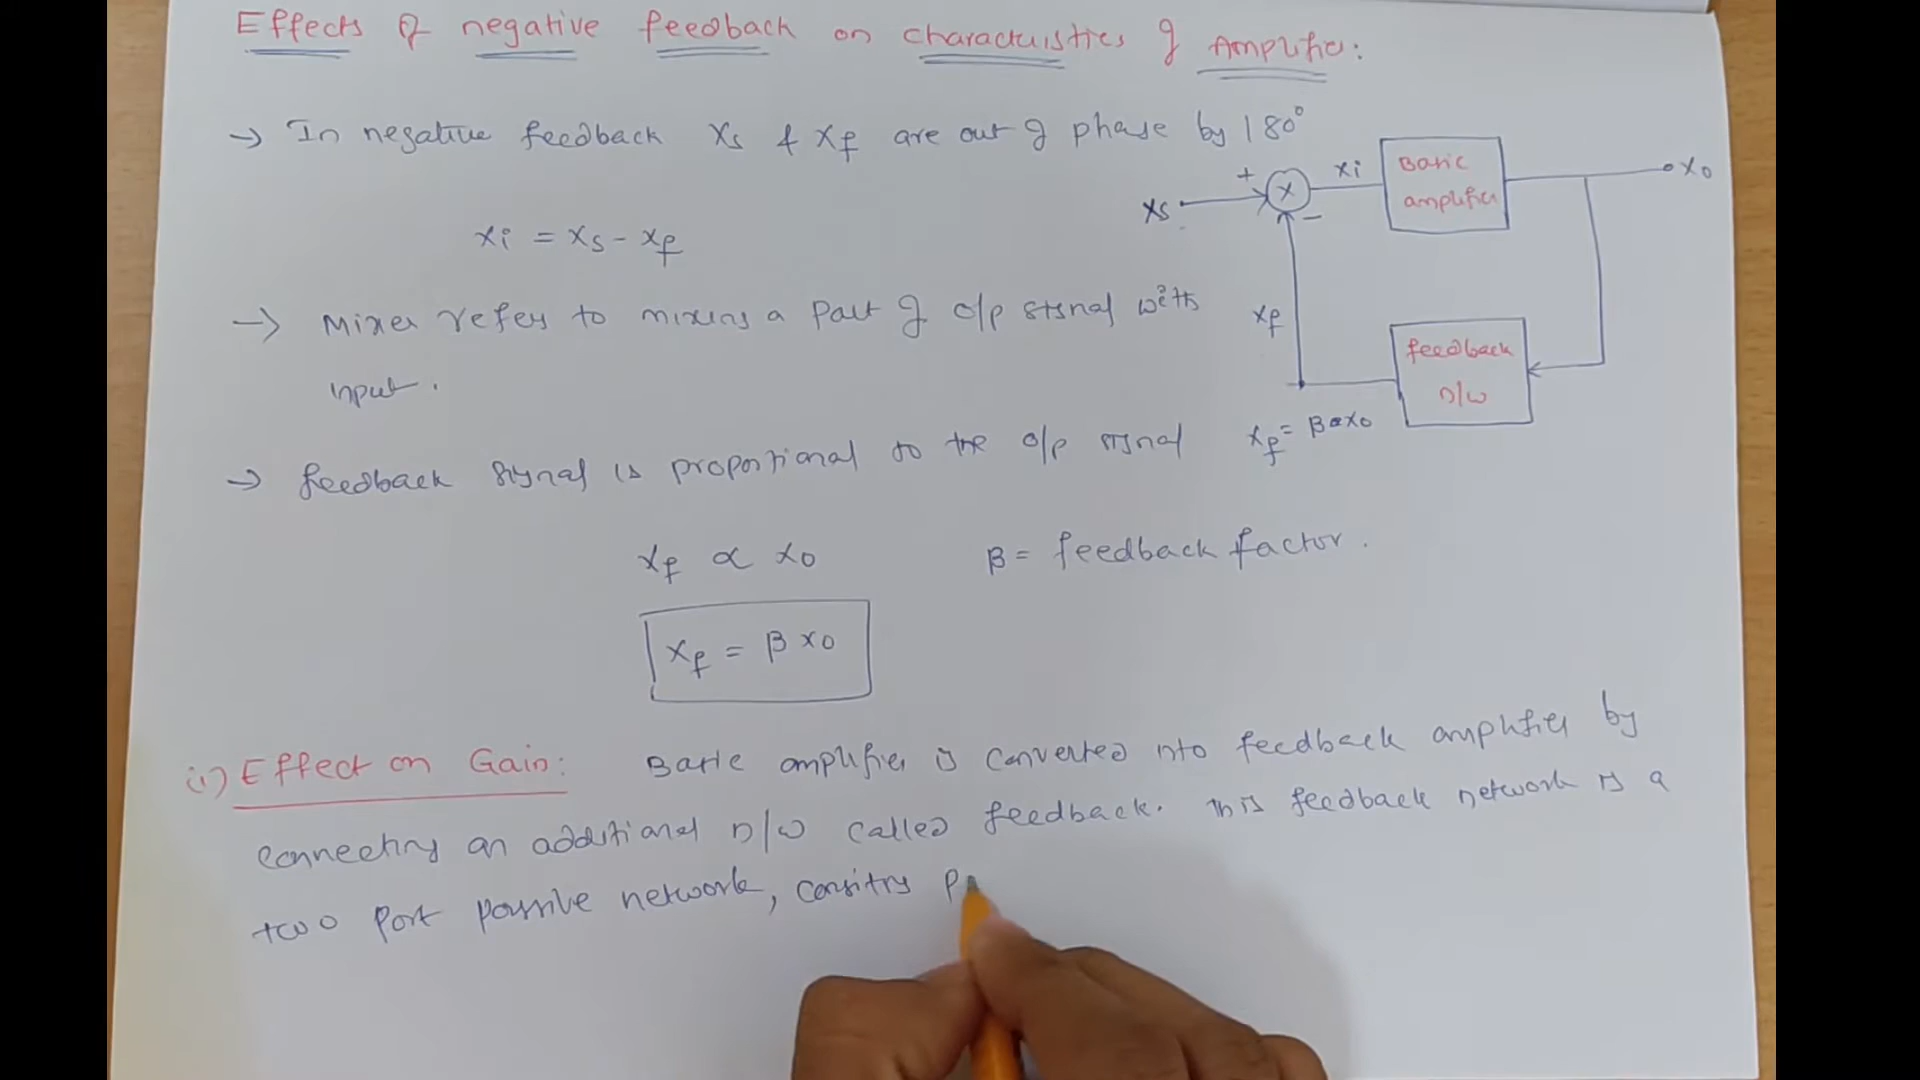 Effects of negative feedback on characteristics of Amplifier:
→ In negative feedback Xs & Xf are out of phase by 180°
Xs
+
X
-
Xi
Basic
amplifier
Xo
Xi = Xs - Xf
→ Mixer refers to mixing a Part of o/p signal with
input.
Xf
feedback
n/w
Xf = β Xo
→ feedback signal is proportional to the o/p signal
Xf ∝ Xo
β = feedback factor.
Xf = β Xo
(i) Effect on Gain: Basic amplifier is converted into feedback amplifier by
connecting an additional n/w called feedback. This feedback network is a
two Port passive network,